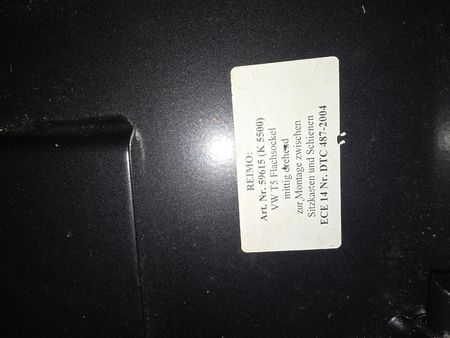 REIMO:
Art. Nr. 59615 (K 5500)
VW T5 Flachsockel
mittig drehend
zur Montage zwischen
Sitzkasten und Schienen
ECE 14 Nr. DTC 487-2004